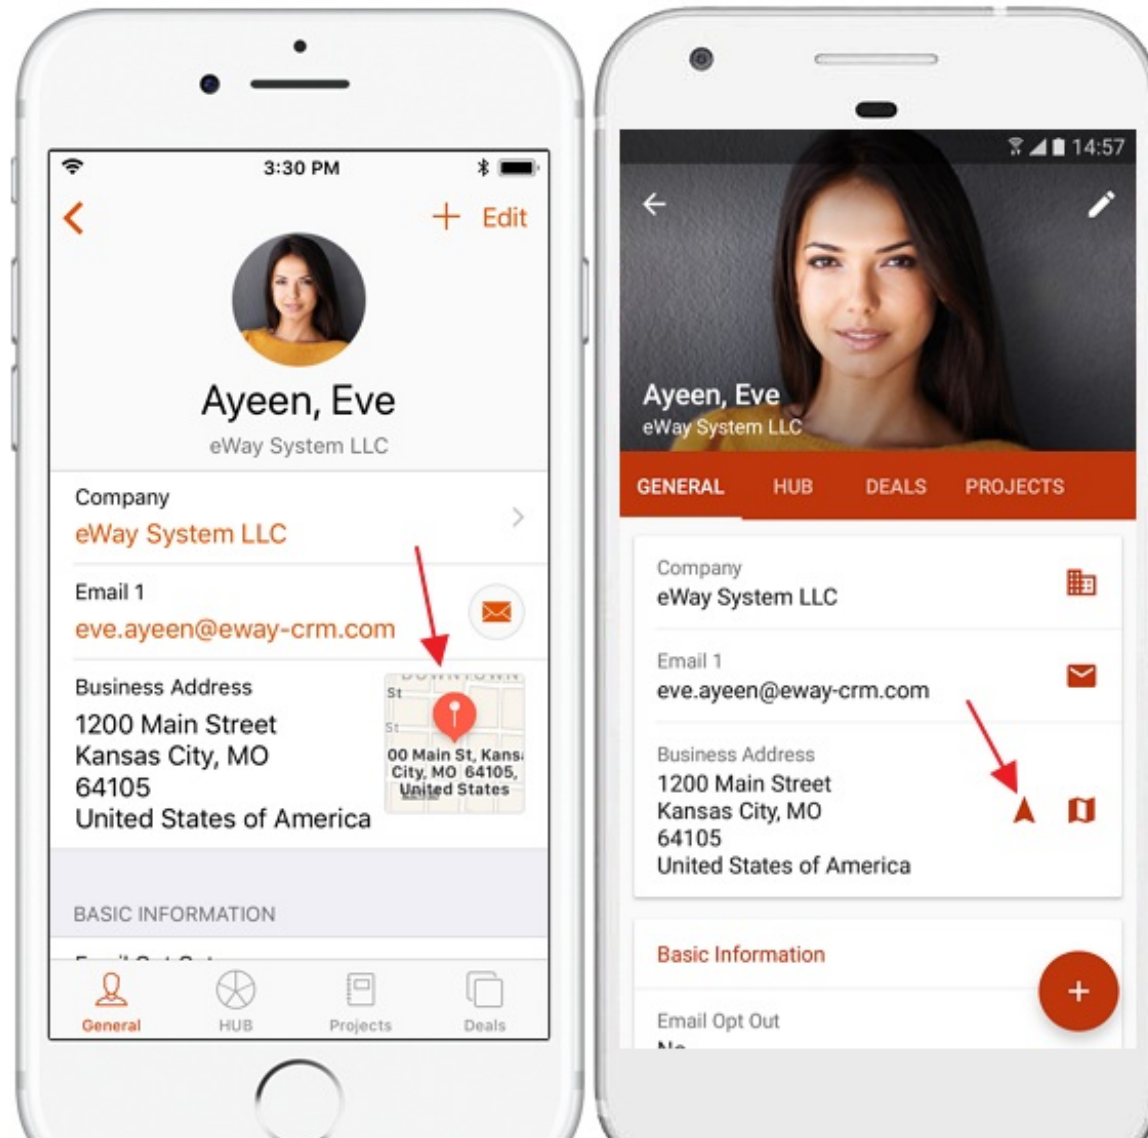 3:30 PM
Edit
Ayeen, Eve
eWay System LLC
Company
eWay System LLC
Email 1
eve.ayeen@eway-crm.com
Business Address
1200 Main Street
Kansas City, MO
64105
United States of America
DOWNTOWN
St
St
00 Main St, Kans
City, MO 64105,
United States
BASIC INFORMATION
General
HUB
Projects
Deals
14:57
Ayeen, Eve
eWay System LLC
GENERAL
HUB
DEALS
PROJECTS
Company
eWay System LLC
Email 1
eve.ayeen@eway-crm.com
Business Address
1200 Main Street
Kansas City, MO
64105
United States of America
Basic Information
Email Opt Out
No